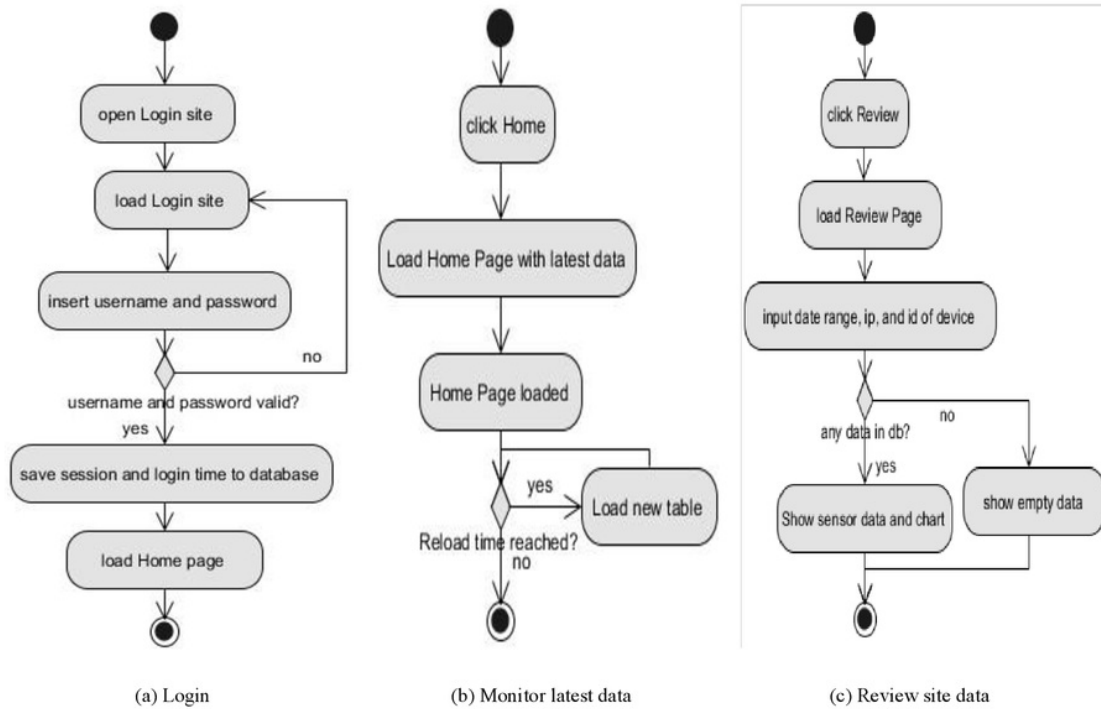 open Login site
load Login site
insert username and password
no
username and password valid?
yes
save session and login time to database
load Home page
(a) Login
click Home
Load Home Page with latest data
Home Page loaded
yes
Load new table
Reload time reached?
no
(b) Monitor latest data
click Review
load Review Page
input date range, ip, and id of device
no
any data in db?
yes
Show sensor data and chart
show empty data
(c) Review site data